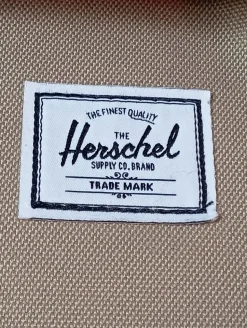 THE FINEST QUALITY
THE
Herschel
SUPPLY CO. BRAND
TRADE MARK